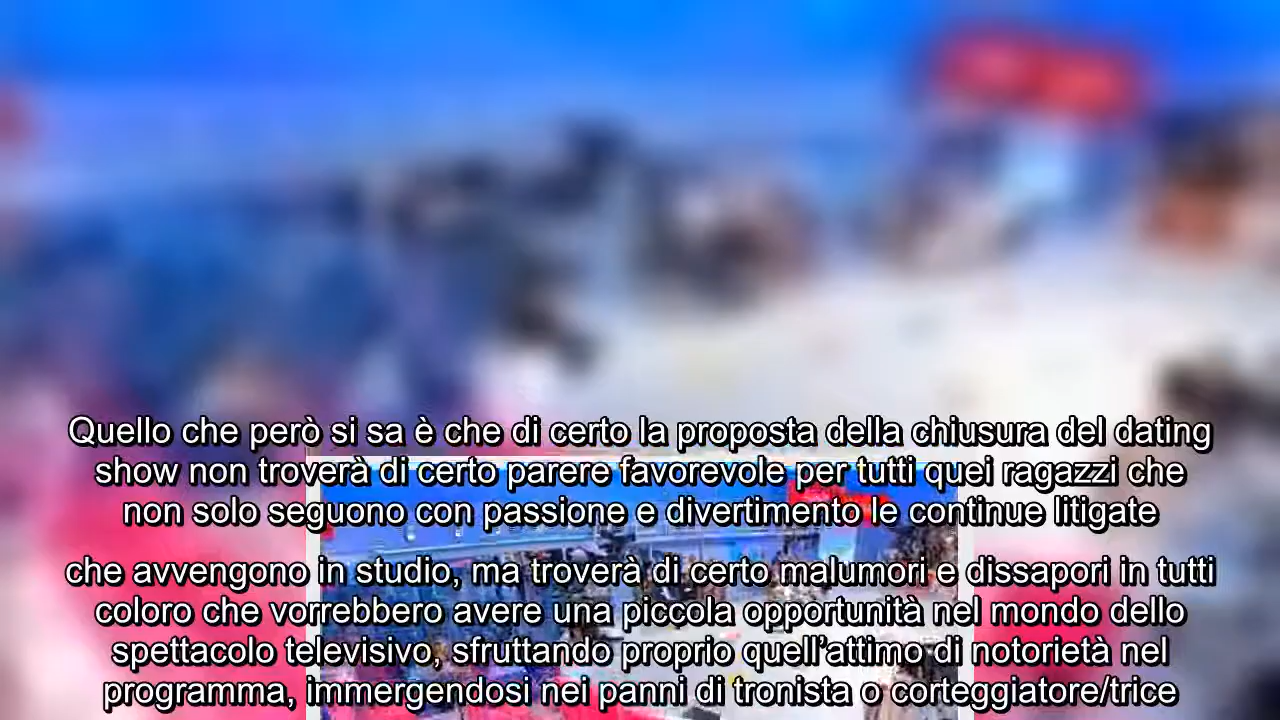 Quello che però si sa è che di certo la proposta della chiusura del dating
show non troverà di certo parere favorevole per tutti quei ragazzi che
non solo seguono con passione e divertimento le continue litigate
che avvengono in studio, ma troverà di certo malumori e dissapori in tutti
coloro che vorrebbero avere una piccola opportunità nel mondo dello
spettacolo televisivo, sfruttando proprio quell’attimo di notorietà nel
programma, immergendosi nei panni di tronista o corteggiatore/trice